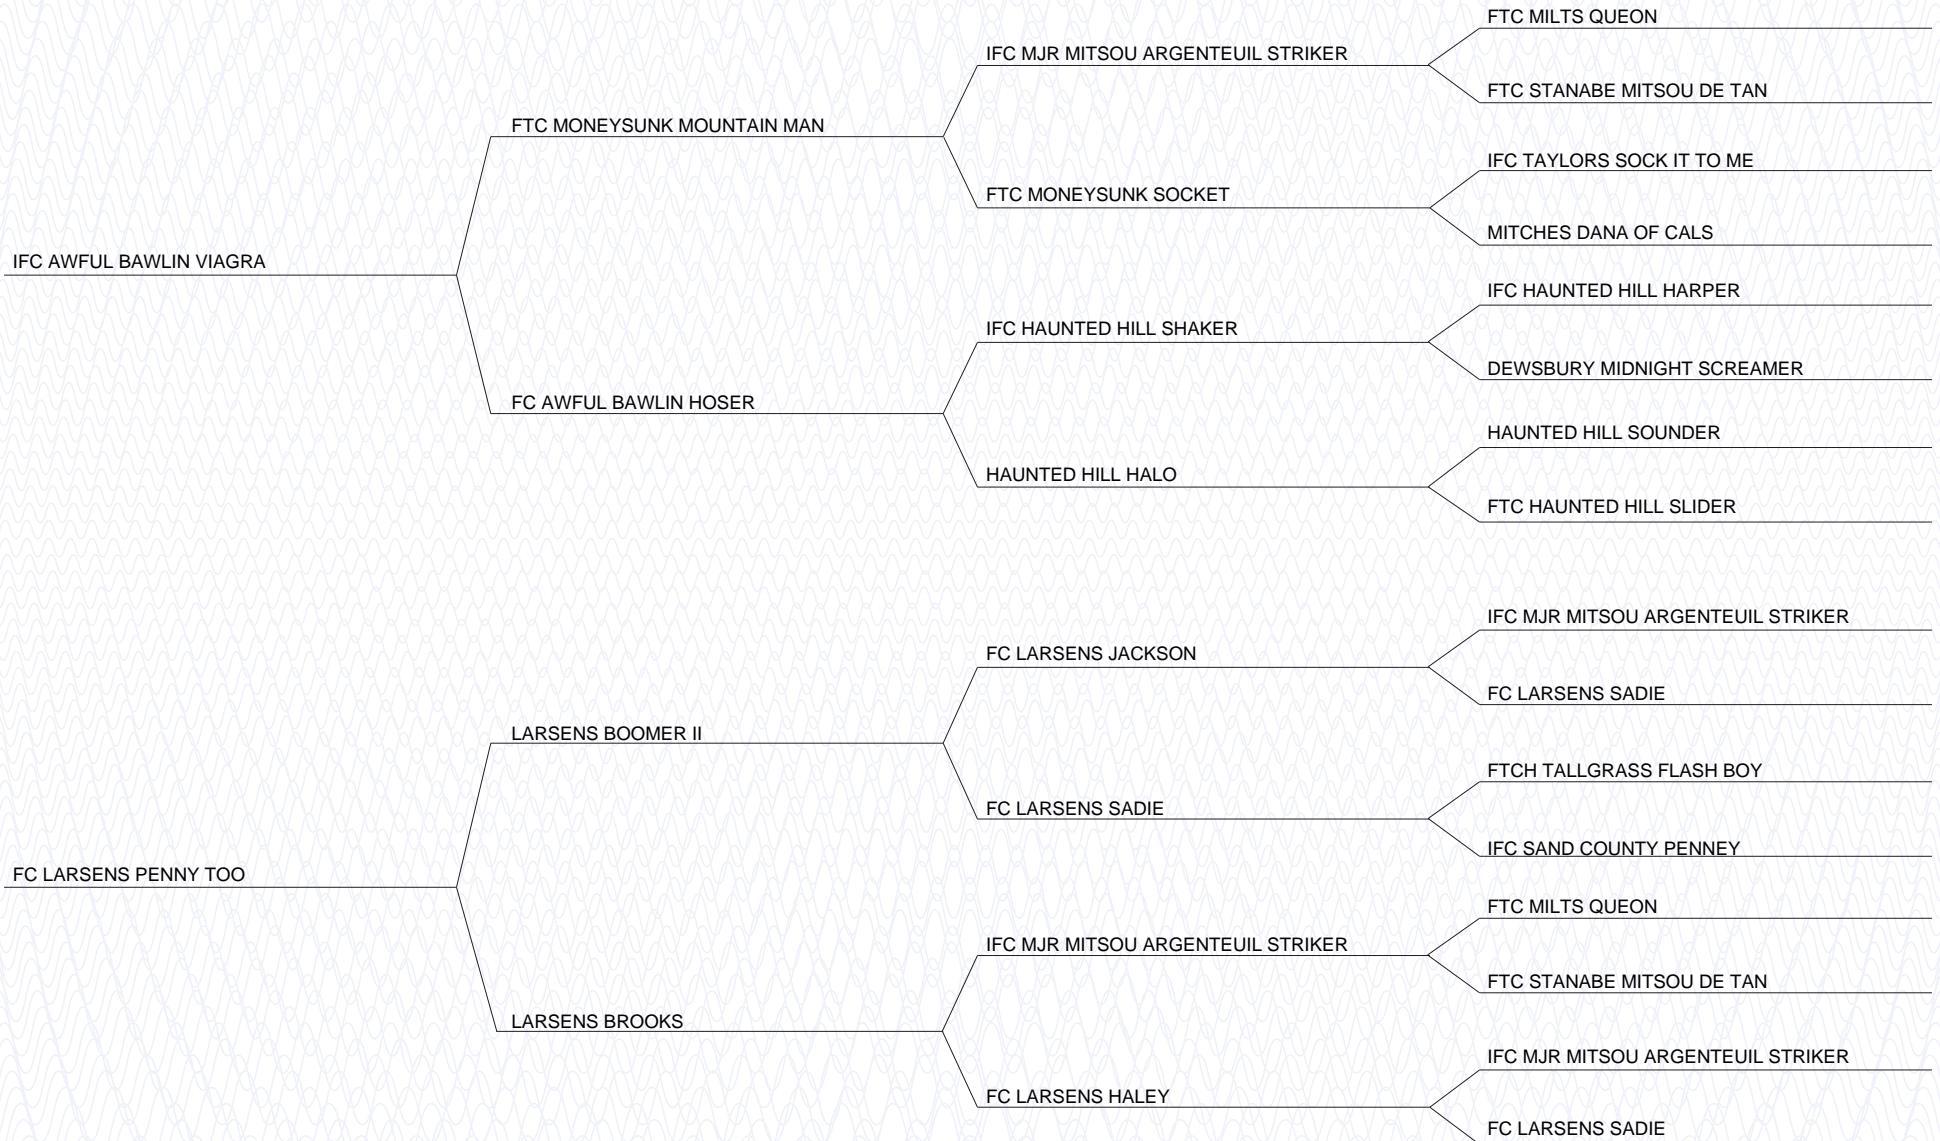 FTC MILTS QUEON
IFC MJR MITSOU ARGENTEUIL STRIKER
FTC STANABE MITSOU DE TAN
FTC MONEYSUNK MOUNTAIN MAN
IFC TAYLORS SOCK IT TO ME
FTC MONEYSUNK SOCKET
MITCHES DANA OF CALS
IFC AWFUL BAWLIN VIAGRA
IFC HAUNTED HILL HARPER
IFC HAUNTED HILL SHAKER
DEWSBURY MIDNIGHT SCREAMER
FC AWFUL BAWLIN HOSER
HAUNTED HILL SOUNDER
HAUNTED HILL HALO
FTC HAUNTED HILL SLIDER
IFC MJR MITSOU ARGENTEUIL STRIKER
FC LARSENS JACKSON
FC LARSENS SADIE
LARSENS BOOMER II
FTCH TALLGRASS FLASH BOY
FC LARSENS SADIE
IFC SAND COUNTY PENNEY
FC LARSENS PENNY TOO
FTC MILTS QUEON
IFC MJR MITSOU ARGENTEUIL STRIKER
FTC STANABE MITSOU DE TAN
LARSENS BROOKS
IFC MJR MITSOU ARGENTEUIL STRIKER
FC LARSENS HALEY
FC LARSENS SADIE